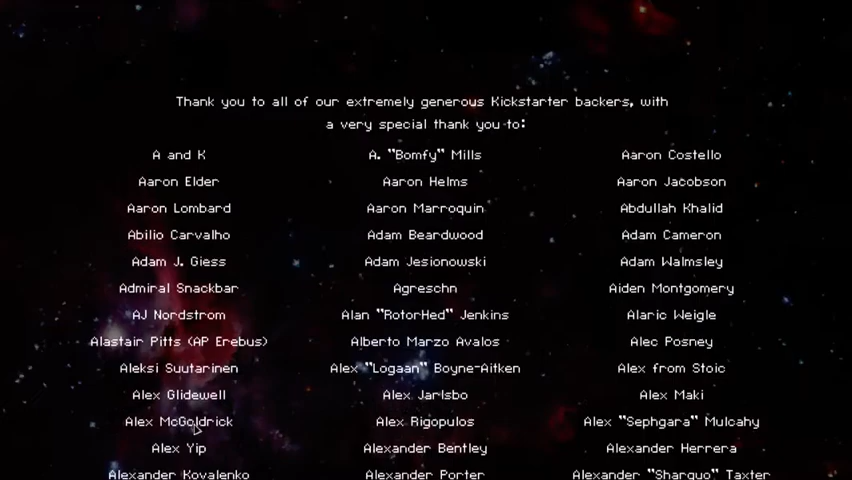 Thank you to all of our extremely generous Kickstarter backers, with
a very special thank you to:
A and K A. "Bomfy" Mills Aaron Costello
Aaron Elder Aaron Helms Aaron Jacobson
Aaron Lombard Aaron Marroquin Abdullah Khalid
Abilio Carvalho Adam Beardwood Adam Cameron
Adam J. Giess Adam Jesionowski Adam Walmsley
Admiral Snackbar Agreschn Aiden Montgomery
AJ Nordstrom Alan "RotorHed" Jenkins Alaric Weigle
Alastair Pitts (AP Erebus) Alberto Marzo Avalos Alec Posney
Aleksi Suutarinen Alex "Logaan" Boyne-Aitken Alex from Stoic
Alex Glidewell Alex Jarlsbo Alex Maki
Alex McGoldrick Alex Rigopulos Alex "Sephgara" Mulcahy
Alex Yip Alexander Bentley Alexander Herrera
Alexander Kovalenko Alexander Porter Alexander "Sharquo" Taxter